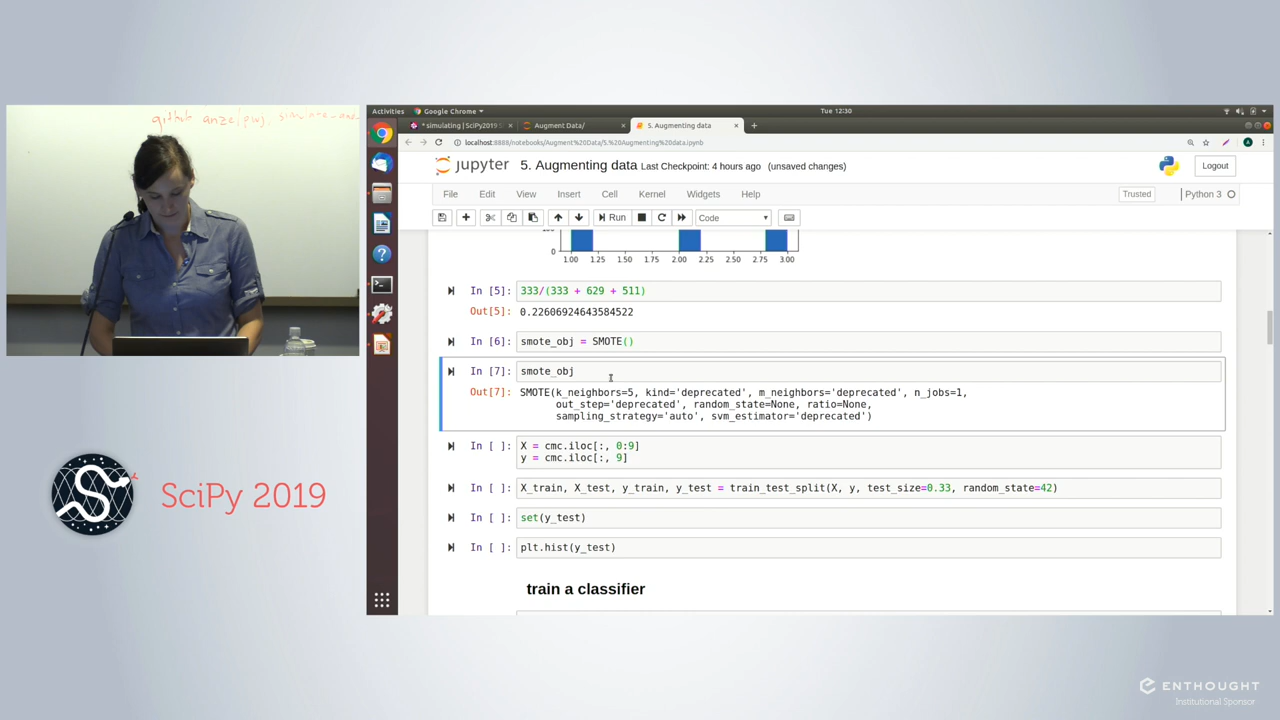 github
Activities
Google Chrome
Tue 12:30
* simulating | SciPy2019
Augment Data/
5. Augmenting data
localhost:8888/notebooks/Augment%20Data/5.%20Augmenting%20data.ipynb
jupyter 5. Augmenting data Last Checkpoint: 4 hours ago (unsaved changes)
Logout
File Edit View Insert Cell Kernel Widgets Help
Trusted
Python 3
Run
Code
0
1.00 1.25 1.50 1.75 2.00 2.25 2.50 2.75 3.00
In [5]: 333/(333 + 629 + 511)
Out[5]: 0.22606924643584522
In [6]: smote_obj = SMOTE()
In [7]: smote_obj
Out[7]: SMOTE(k_neighbors=5, kind='deprecated', m_neighbors='deprecated', n_jobs=1,
out_step='deprecated', random_state=None, ratio=None,
sampling_strategy='auto', svm_estimator='deprecated')
In [ ]: X = cmc.iloc[:, 0:9]
y = cmc.iloc[:, 9]
In [ ]: X_train, X_test, y_train, y_test = train_test_split(X, y, test_size=0.33, random_state=42)
In [ ]: set(y_test)
In [ ]: plt.hist(y_test)
train a classifier
SciPy 2019
ENTHOUGHT
Institutional Sponsor